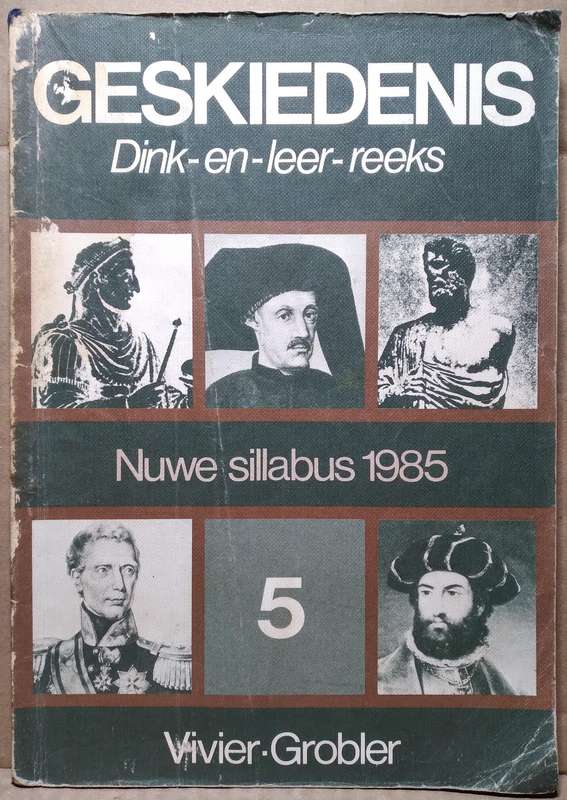 GESKIEDENIS
Dink-en-leer-reeks
Nuwe sillabus 1985
5
Vivier·Grobler